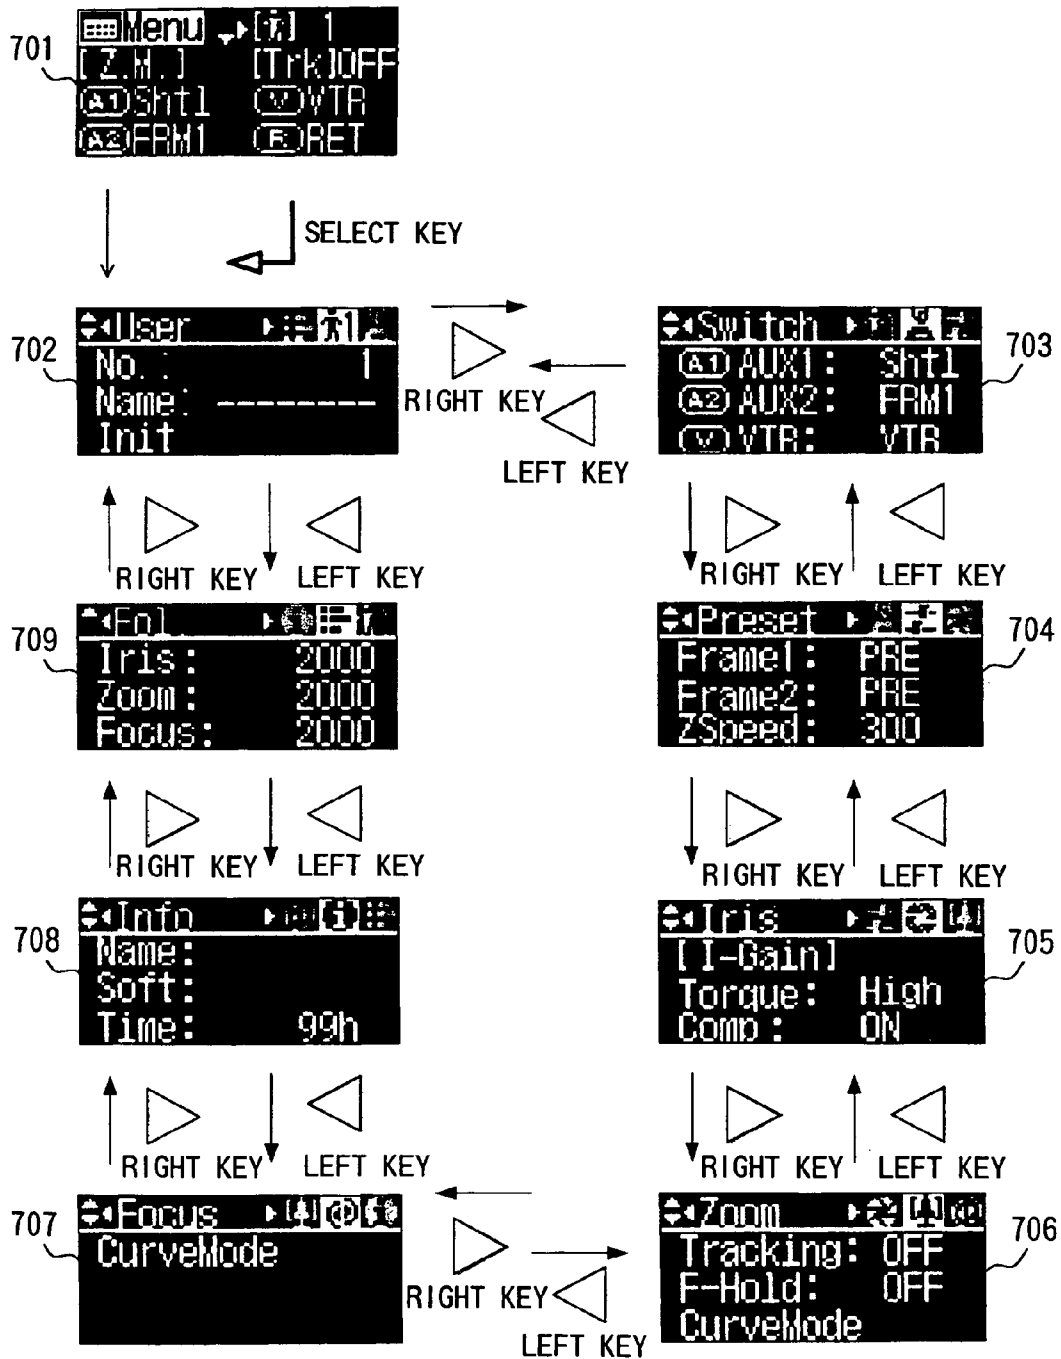 701
Menu [ ] 1
[ Z.M. ] [Trk]OFF
A1 Shtl V VTR
A2 FRM1 R RET
SELECT KEY
702
User 1
No. : 1
Name: --------
Init
RIGHT KEY
LEFT KEY
703
Switch
A1 AUX1: Shtl
A2 AUX2: FRM1
V VTR: VTR
RIGHT KEY LEFT KEY
RIGHT KEY LEFT KEY
709
Iris: 2000
Zoom: 2000
Focus: 2000
704
Preset
Frame1: PRE
Frame2: PRE
ZSpeed: 300
RIGHT KEY LEFT KEY
RIGHT KEY LEFT KEY
708
Info
Name:
Soft:
Time: 99h
705
Iris
[I-Gain]
Torque: High
Comp : ON
RIGHT KEY LEFT KEY
RIGHT KEY LEFT KEY
707
Focus
CurveMode
RIGHT KEY
LEFT KEY
706
Zoom
Tracking: OFF
F-Hold: OFF
CurveMode